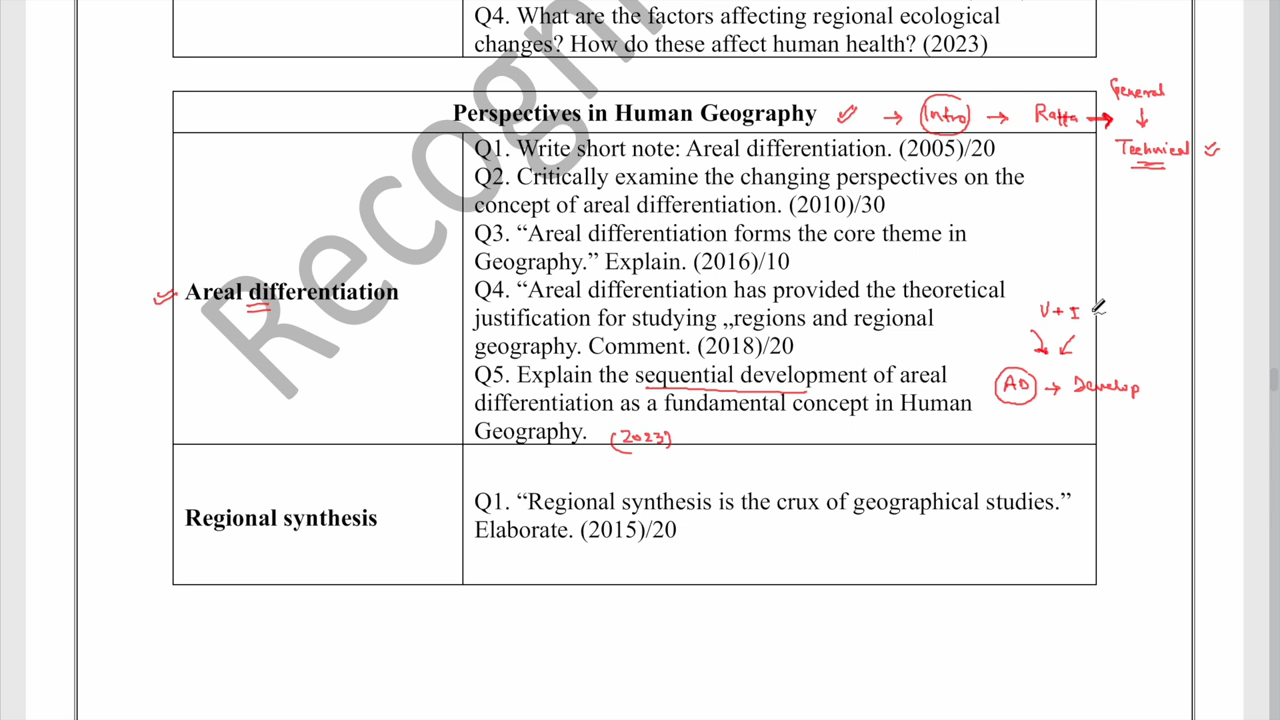 Q4. What are the factors affecting regional ecological
changes? How do these affect human health? (2023)
Perspectives in Human Geography → Intro → Ratta → General
↓
Technical
Areal differentiation
Q1. Write short note: Areal differentiation. (2005)/20
Q2. Critically examine the changing perspectives on the
concept of areal differentiation. (2010)/30
Q3. “Areal differentiation forms the core theme in
Geography.” Explain. (2016)/10
Q4. “Areal differentiation has provided the theoretical
justification for studying „regions and regional
geography. Comment. (2018)/20
Q5. Explain the sequential development of areal
differentiation as a fundamental concept in Human
Geography. (2023)
V + I
AD → Develop
Regional synthesis
Q1. “Regional synthesis is the crux of geographical studies.”
Elaborate. (2015)/20
Recogni